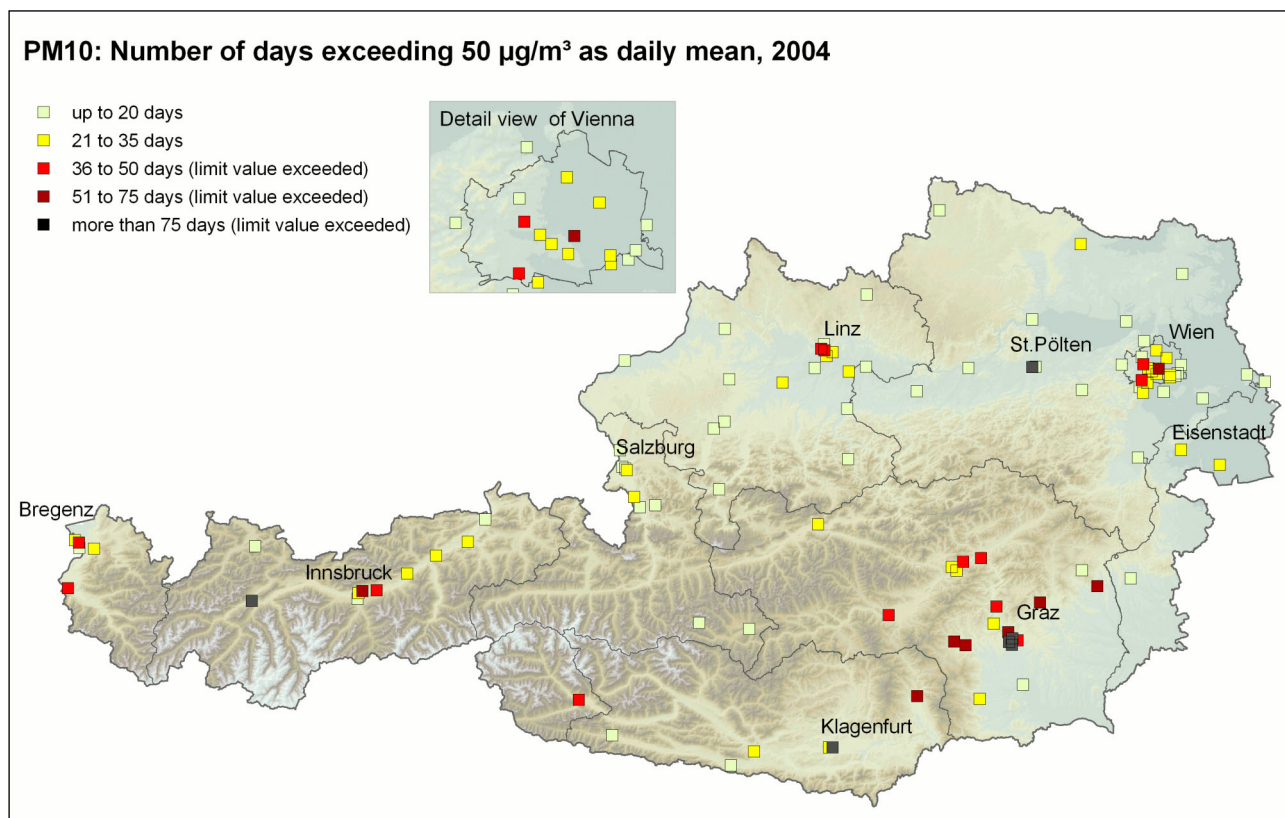 PM10: Number of days exceeding 50 µg/m³ as daily mean, 2004
up to 20 days
21 to 35 days
36 to 50 days (limit value exceeded)
51 to 75 days (limit value exceeded)
more than 75 days (limit value exceeded)
Detail view of Vienna
Linz
St.Pölten
Wien
Eisenstadt
Salzburg
Bregenz
Innsbruck
Graz
Klagenfurt